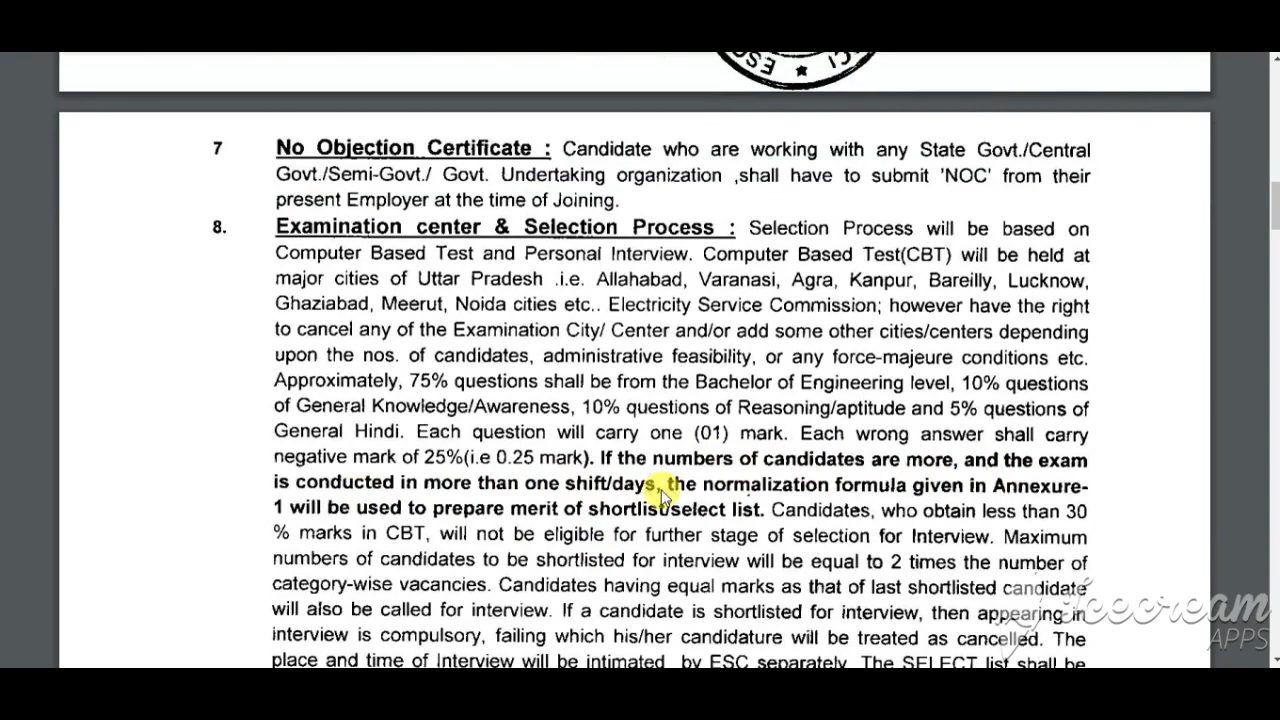 ESC
CI
7 No Objection Certificate : Candidate who are working with any State Govt./Central
Govt./Semi-Govt./ Govt. Undertaking organization ,shall have to submit 'NOC' from their
present Employer at the time of Joining.
8. Examination center & Selection Process : Selection Process will be based on
Computer Based Test and Personal Interview. Computer Based Test(CBT) will be held at
major cities of Uttar Pradesh .i.e. Allahabad, Varanasi, Agra, Kanpur, Bareilly, Lucknow,
Ghaziabad, Meerut, Noida cities etc.. Electricity Service Commission; however have the right
to cancel any of the Examination City/ Center and/or add some other cities/centers depending
upon the nos. of candidates, administrative feasibility, or any force-majeure conditions etc.
Approximately, 75% questions shall be from the Bachelor of Engineering level, 10% questions
of General Knowledge/Awareness, 10% questions of Reasoning/aptitude and 5% questions of
General Hindi. Each question will carry one (01) mark. Each wrong answer shall carry
negative mark of 25%(i.e 0.25 mark). If the numbers of candidates are more, and the exam
is conducted in more than one shift/days, the normalization formula given in Annexure-
1 will be used to prepare merit of shortlist/select list. Candidates, who obtain less than 30
% marks in CBT, will not be eligible for further stage of selection for Interview. Maximum
numbers of candidates to be shortlisted for interview will be equal to 2 times the number of
category-wise vacancies. Candidates having equal marks as that of last shortlisted candidate
will also be called for interview. If a candidate is shortlisted for interview, then appearing in
interview is compulsory, failing which his/her candidature will be treated as cancelled. The
place and time of Interview will be intimated by ESC separately. The SELECT list shall be
Icecream
APPS